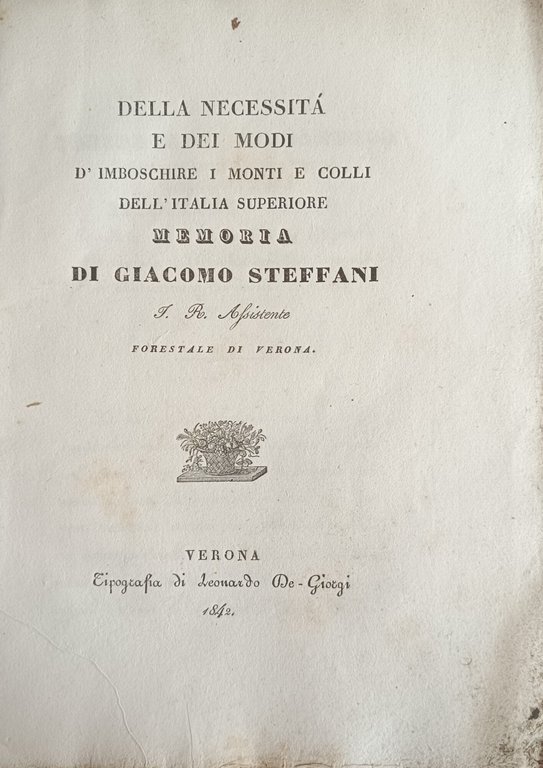 DELLA NECESSITÁ
E DEI MODI
D' IMBOSCHIRE I MONTI E COLLI
DELL'ITALIA SUPERIORE
MEMORIA
DI GIACOMO STEFFANI
I. R. Assistente
FORESTALE DI VERONA.
VERONA
Tipografia di Leonardo De-Giorgi
1842.